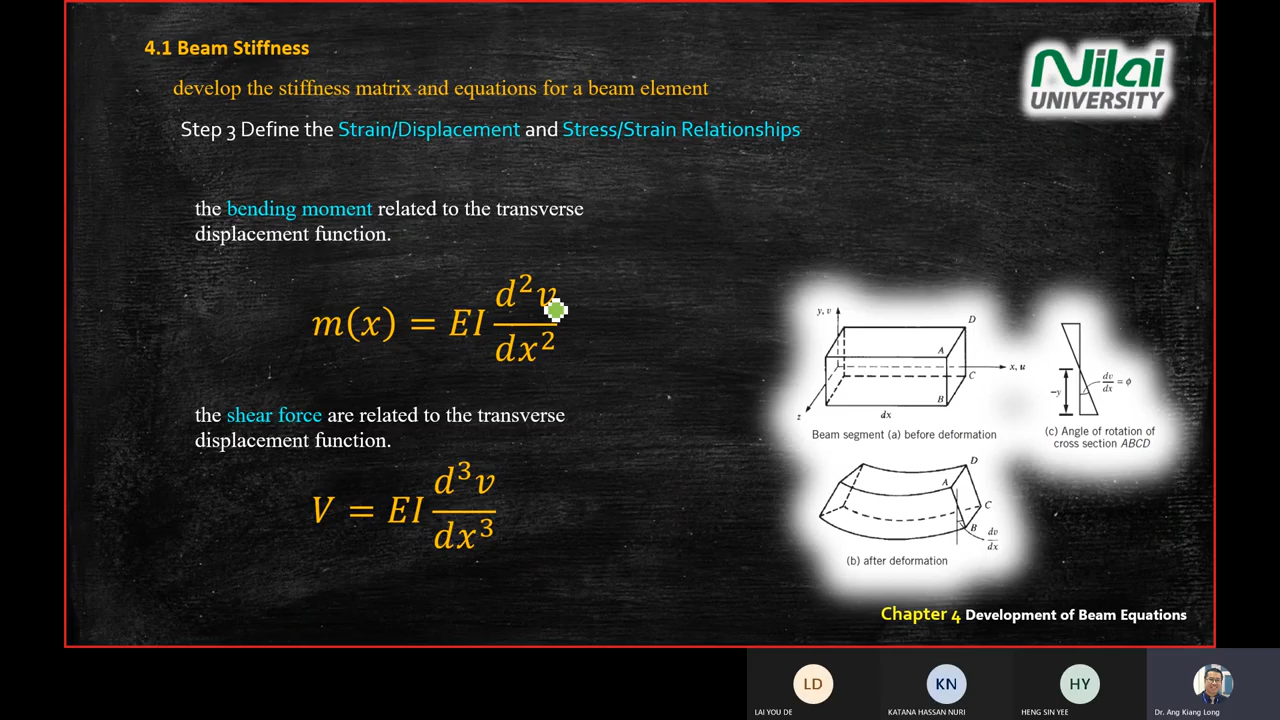 4.1 Beam Stiffness
develop the stiffness matrix and equations for a beam element
Step 3 Define the Strain/Displacement and Stress/Strain Relationships
Nilai
UNIVERSITY
the bending moment related to the transverse
displacement function.
m(x) = EI d²v/dx²
the shear force are related to the transverse
displacement function.
V = EI d³v/dx³
y, v
D
A
x, u
C
B
z
dx
Beam segment (a) before deformation
-y
dv/dx = ϕ
(c) Angle of rotation of
cross section ABCD
D
A
C
B
dv/dx
(b) after deformation
Chapter 4 Development of Beam Equations
LD
KN
HY
LAI YOU DE
KATANA HASSAN NURI
HENG SIN YEE
Dr. Ang Kiang Long